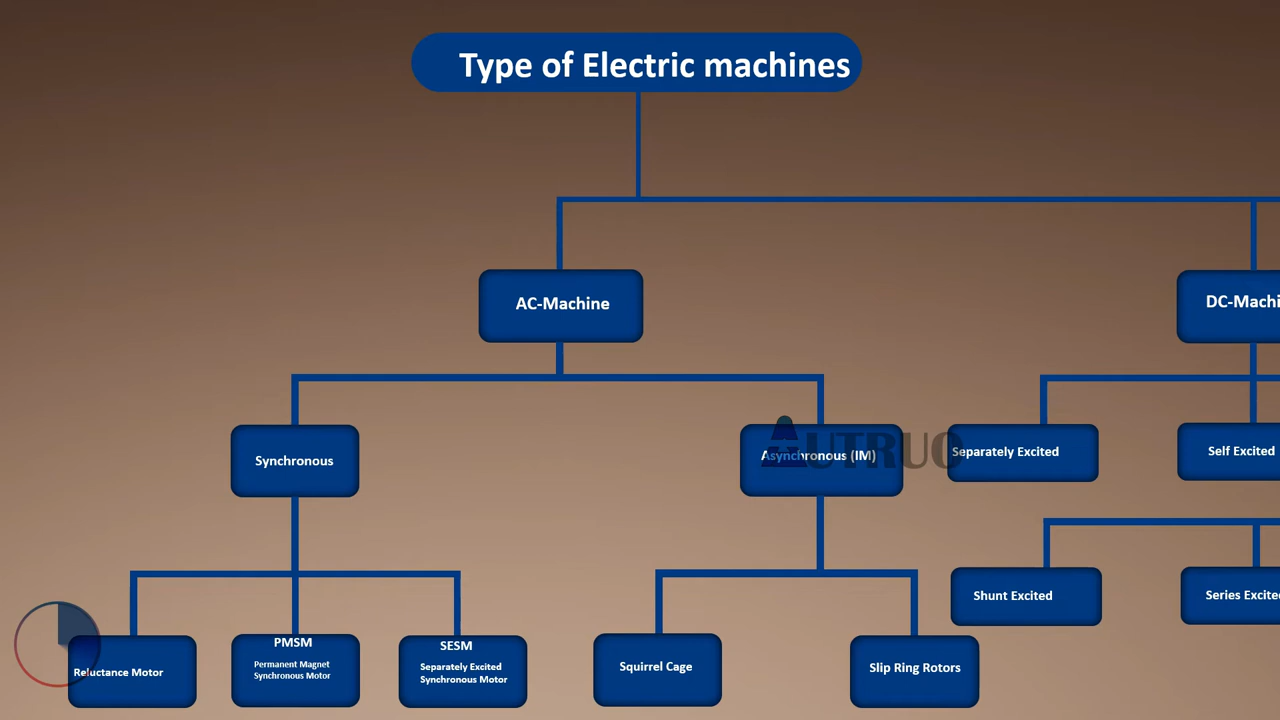 Type of Electric machines
AC-Machine
DC-Machi
Synchronous
Asynchronous (IM)
AUTRUO
Separately Excited
Self Excited
Shunt Excited
Series Excite
Reluctance Motor
PMSM
Permanent Magnet
Synchronous Motor
SESM
Separately Excited
Synchronous Motor
Squirrel Cage
Slip Ring Rotors